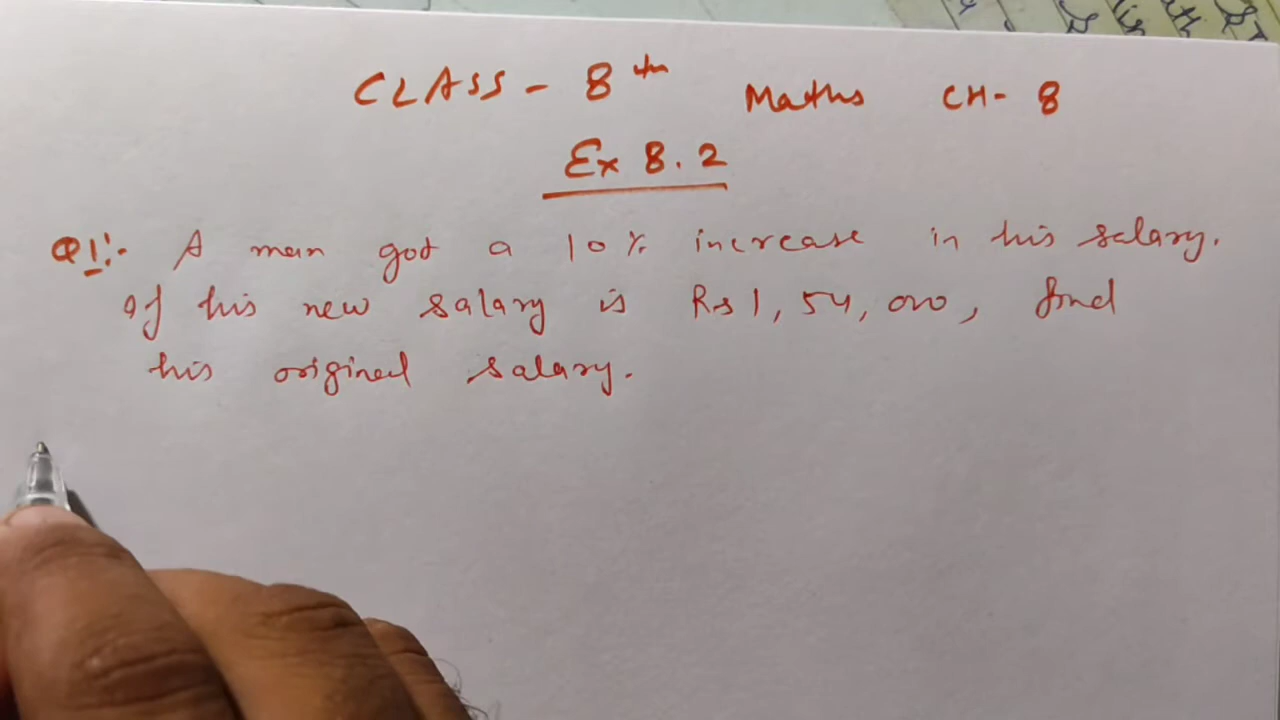 CLASS - 8th Maths CH- 8
Ex 8.2
Q1:- A man got a 10% increase in his salary.
If his new salary is Rs 1,54,000, find
his original salary.